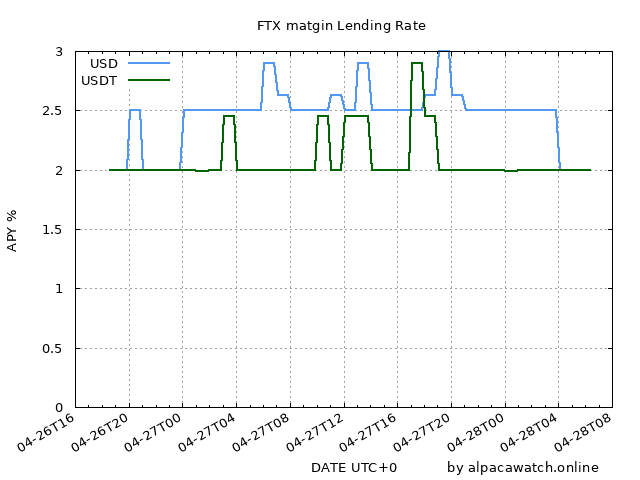 FTX matgin Lending Rate
USD
USDT
3
2.5
2
1.5
1
0.5
0
APY %
04-26T16
04-26T20
04-27T00
04-27T04
04-27T08
04-27T12
04-27T16
04-27T20
04-28T00
04-28T04
04-28T08
DATE UTC+0
by alpacawatch.online